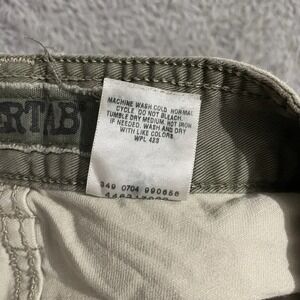 MACHINE WASH COLD NORMAL
CYCLE. DO NOT BLEACH.
TUMBLE DRY MEDIUM. HOT IRON
IF NEEDED. WASH AND DRY
WITH LIKE COLORS
WPL 423
RTAB
349 0704 990656